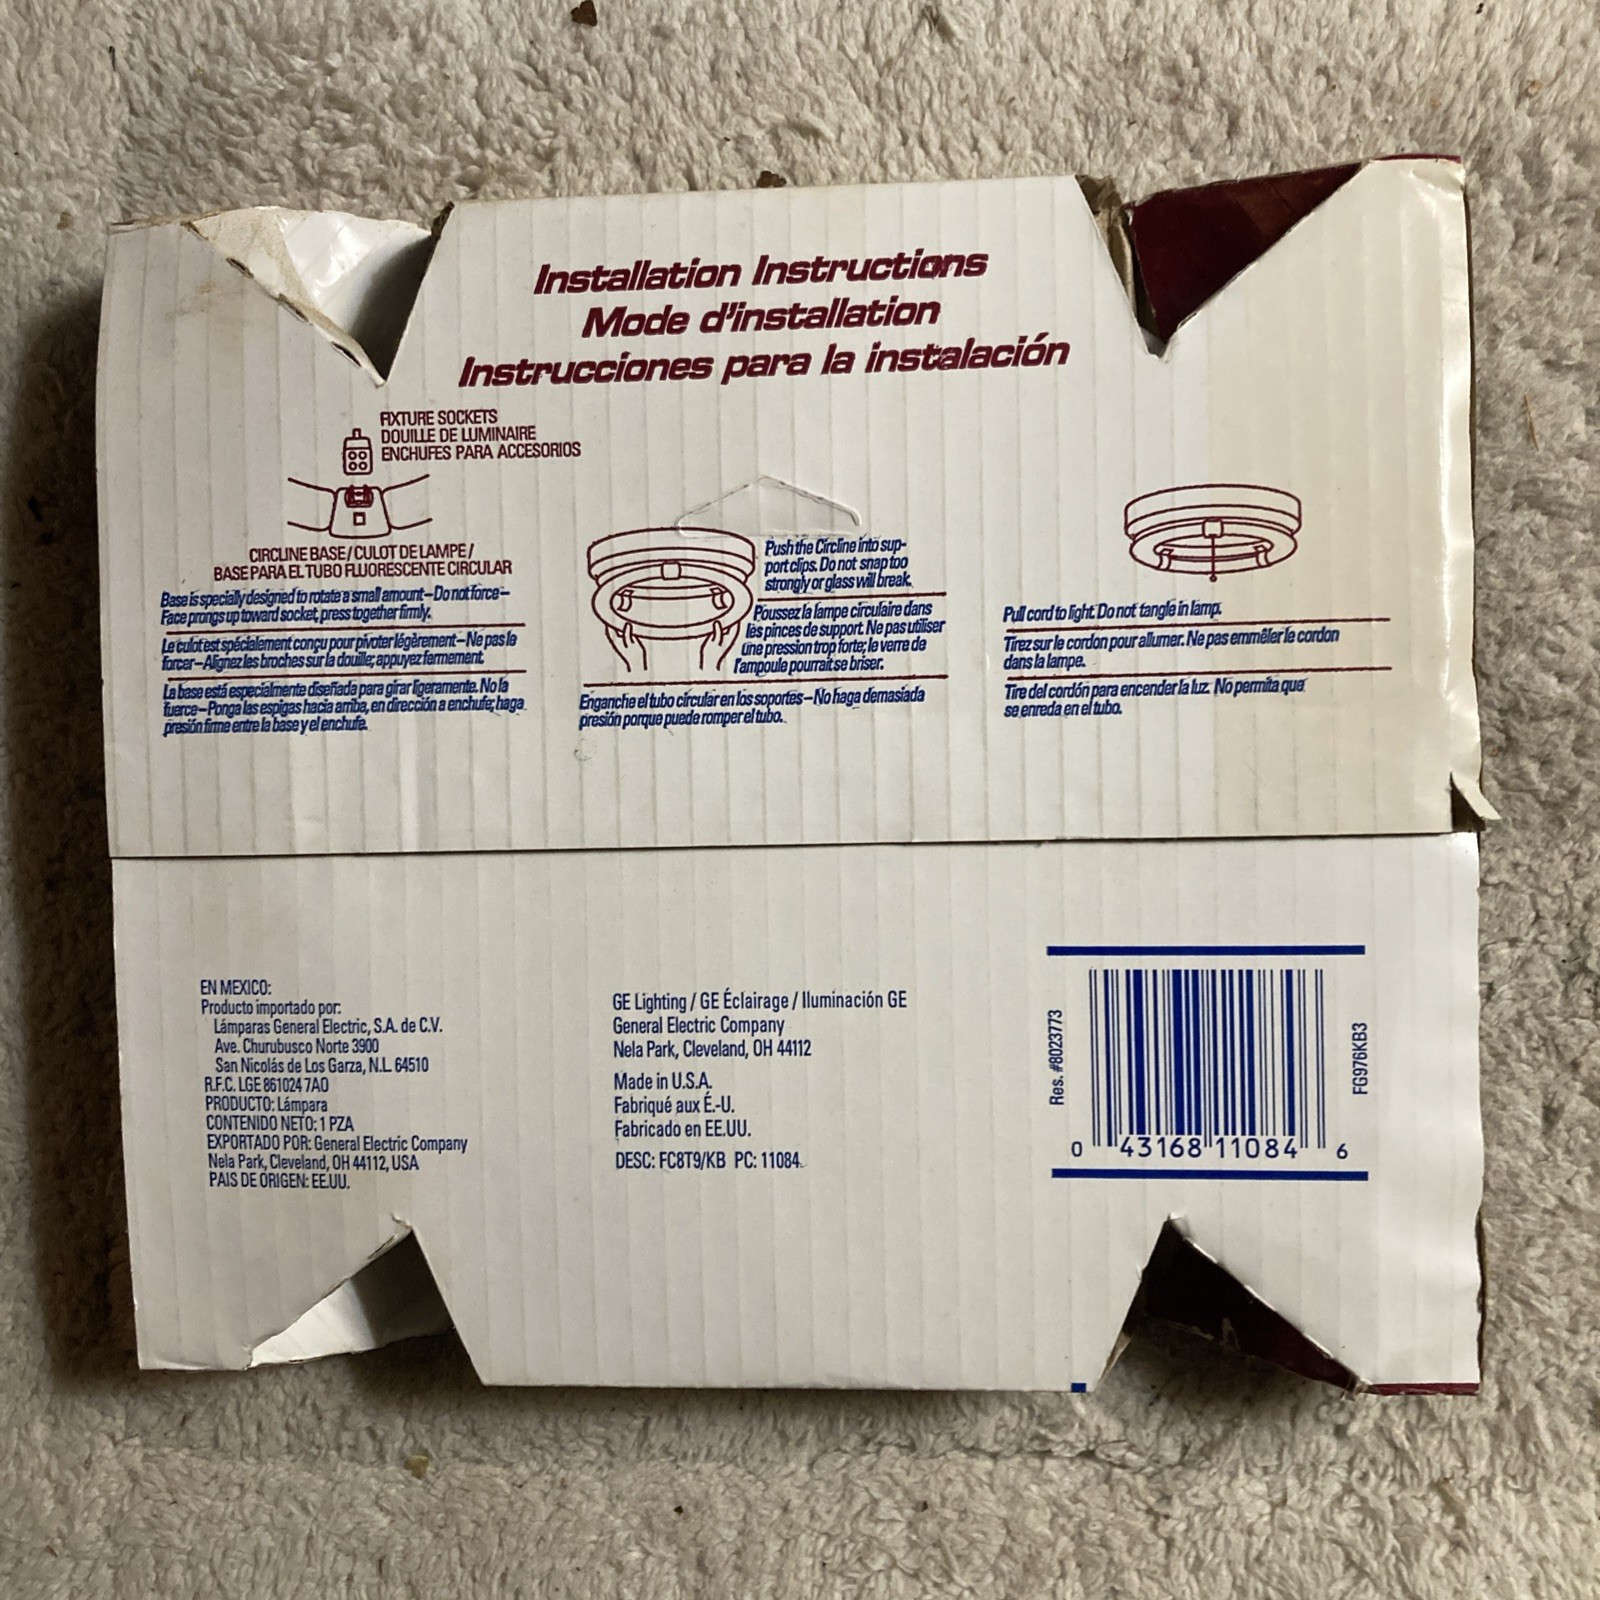 Installation Instructions
Mode d'installation
Instrucciones para la instalación
FIXTURE SOCKETS
DOUILLE DE LUMINAIRE
ENCHUFES PARA ACCESORIOS
CIRCLINE BASE / CULOT DE LAMPE /
BASE PARA EL TUBO FLUORESCENTE CIRCULAR
Base is specially designed to rotate a small amount–Do not force–
Face prongs up toward socket, press together firmly.
Le culot est spécialement conçu pour pivoter légèrement–Ne pas le
forcer–Alignez les broches sur la douille; appuyez fermement.
La base está especialmente diseñada para girar ligeramente. No la
fuerce–Ponga las espigas hacia arriba, en dirección a enchufe; haga
presión firme entre la base y el enchufe.
Push the Circline into sup-
port clips. Do not snap too
strongly or glass will break.
Poussez la lampe circulaire dans
les pinces de support. Ne pas utiliser
une pression trop forte; le verre de
l'ampoule pourrait se briser.
Enganche el tubo circular en los soportes–No haga demasiada
presión porque puede romper el tubo.
Pull cord to light. Do not tangle in lamp.
Tirez sur le cordon pour allumer. Ne pas emmêler le cordon
dans la lampe.
Tire del cordón para encender la luz. No permita que
se enreda en el tubo.
EN MEXICO:
Producto importado por:
Lámparas General Electric, S.A. de C.V.
Ave. Churubusco Norte 3900
San Nicolás de Los Garza, N.L. 64510
R.F.C. LGE 861024 7A0
PRODUCTO: Lámpara
CONTENIDO NETO: 1 PZA
EXPORTADO POR: General Electric Company
Nela Park, Cleveland, OH 44112, USA
PAIS DE ORIGEN: EE.UU.
GE Lighting / GE Éclairage / Iluminación GE
General Electric Company
Nela Park, Cleveland, OH 44112
Made in U.S.A.
Fabriqué aux É.-U.
Fabricado en EE.UU.
DESC: FC8T9/KB PC: 11084
Res. #8023773
0 43168 11084 6
FG976KB3